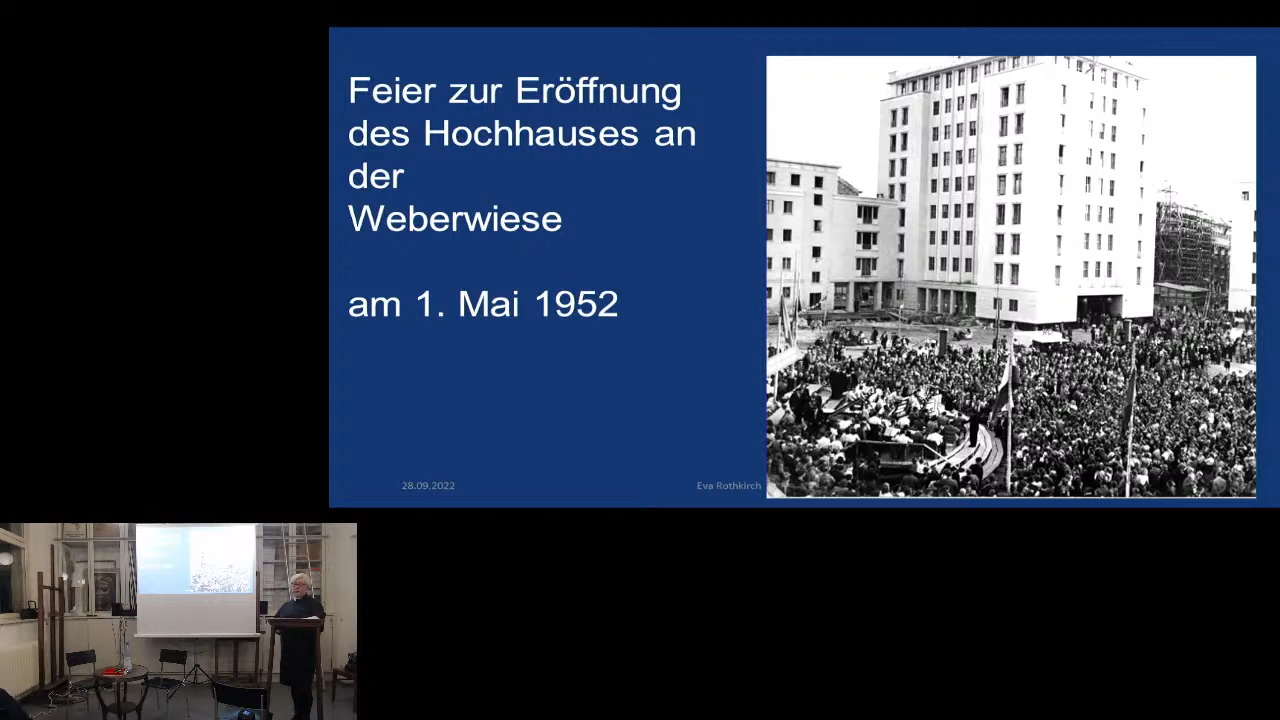 Feier zur Eröffnung
des Hochhauses an
der
Weberwiese
am 1. Mai 1952
28.09.2022
Eva Rothkirch